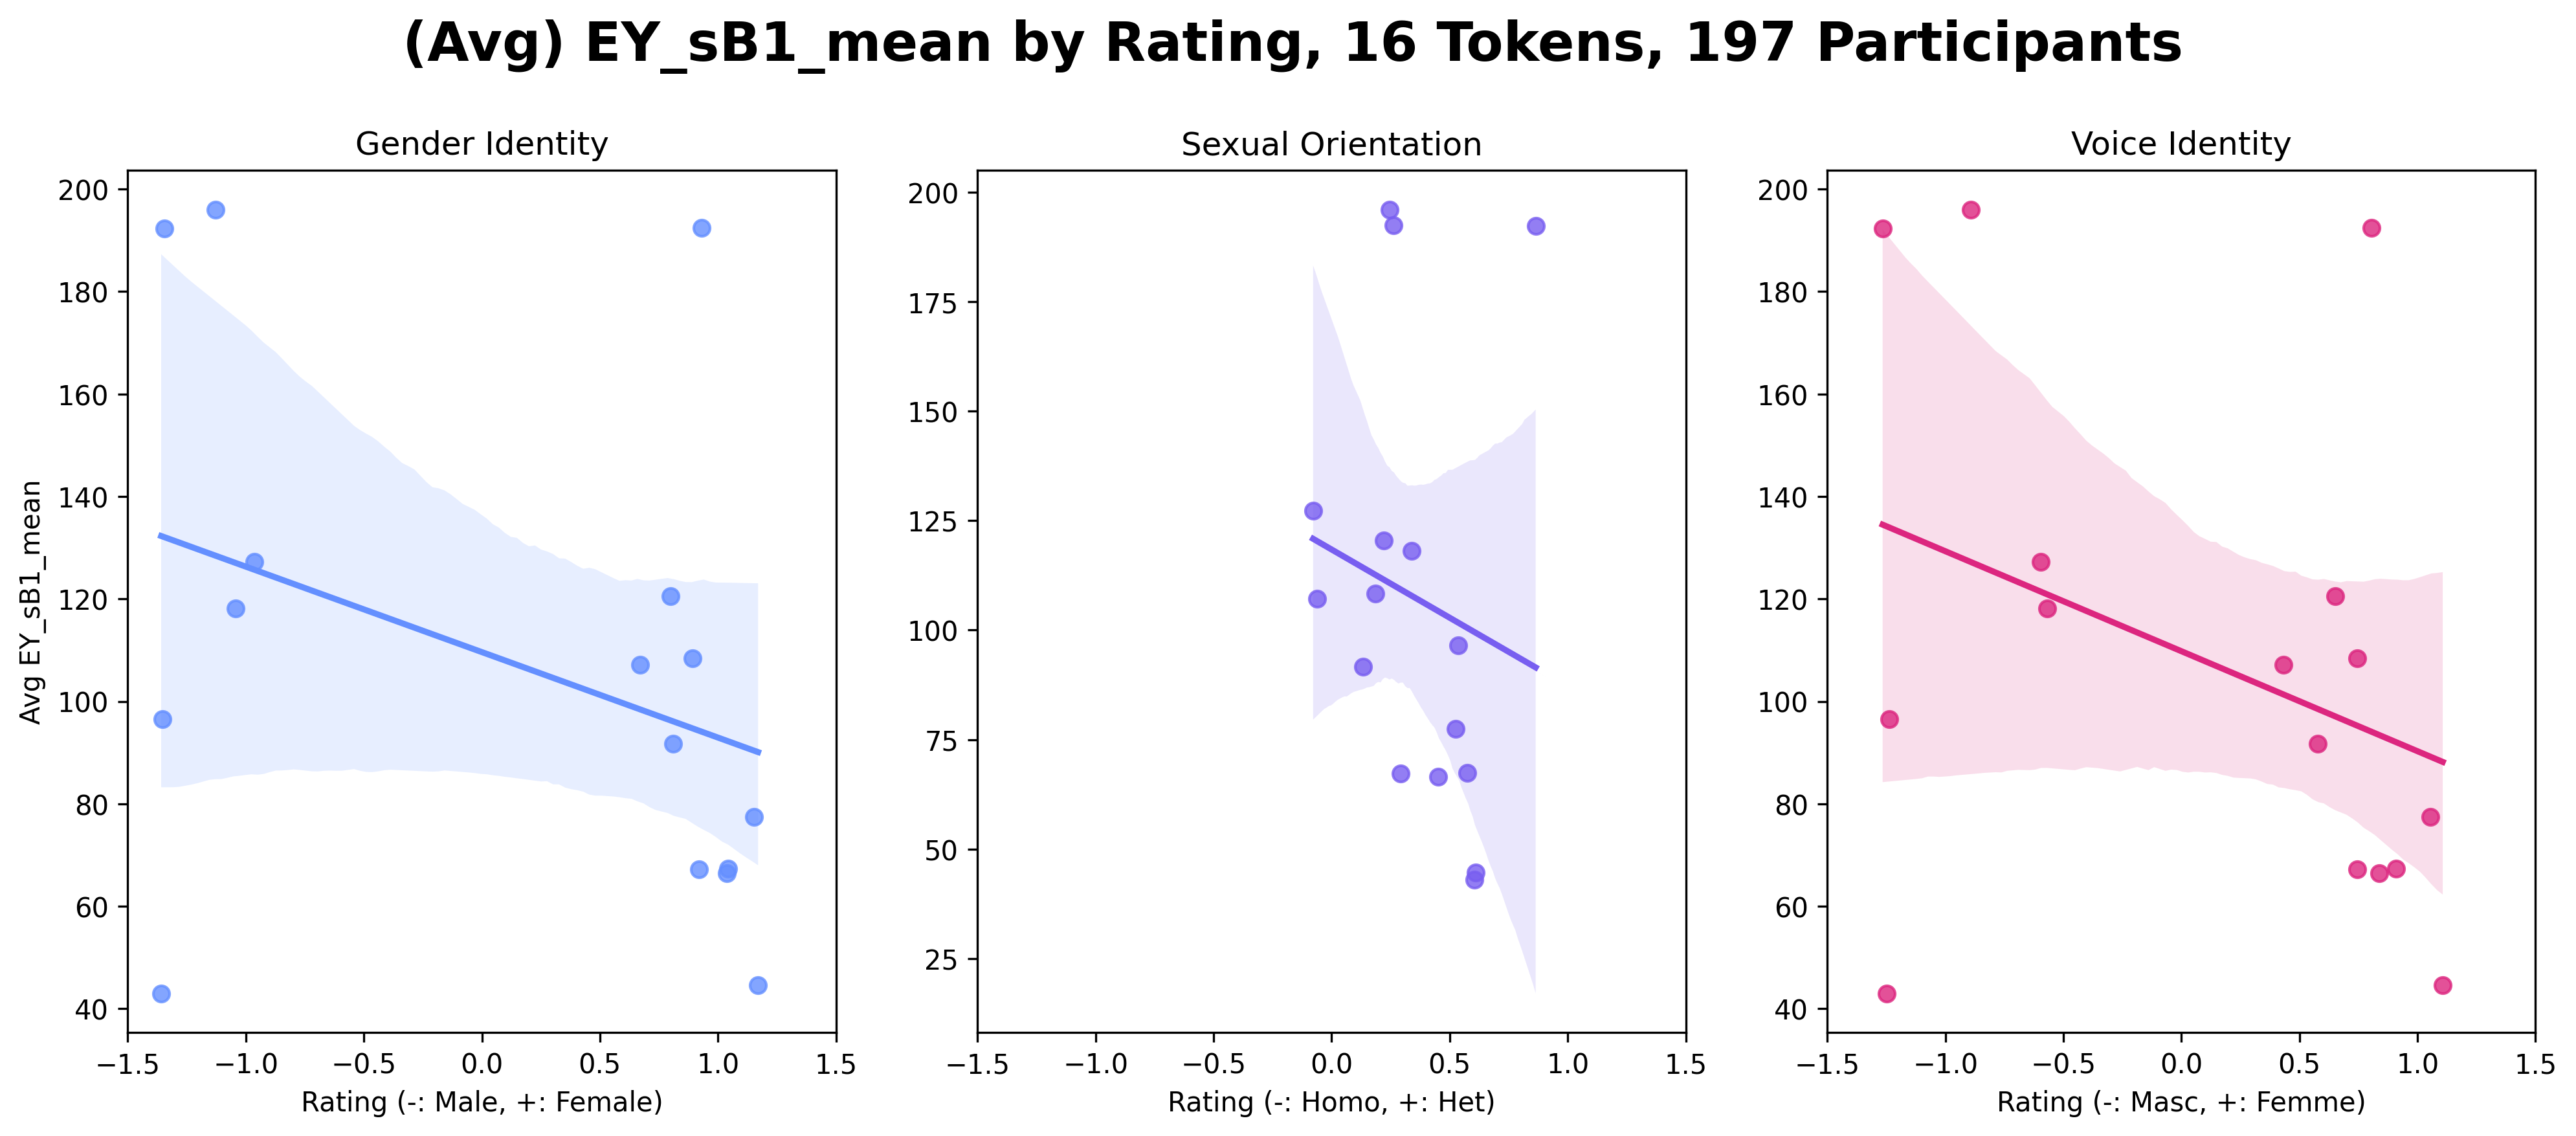 (Avg) EY_sB1_mean by Rating, 16 Tokens, 197 Participants
Gender Identity
200
180
160
140
120
100
80
60
40
Avg EY_sB1_mean
−1.5 −1.0 −0.5 0.0 0.5 1.0 1.5
Rating (-: Male, +: Female)
Sexual Orientation
200
175
150
125
100
75
50
25
−1.5 −1.0 −0.5 0.0 0.5 1.0 1.5
Rating (-: Homo, +: Het)
Voice Identity
200
180
160
140
120
100
80
60
40
−1.5 −1.0 −0.5 0.0 0.5 1.0 1.5
Rating (-: Masc, +: Femme)